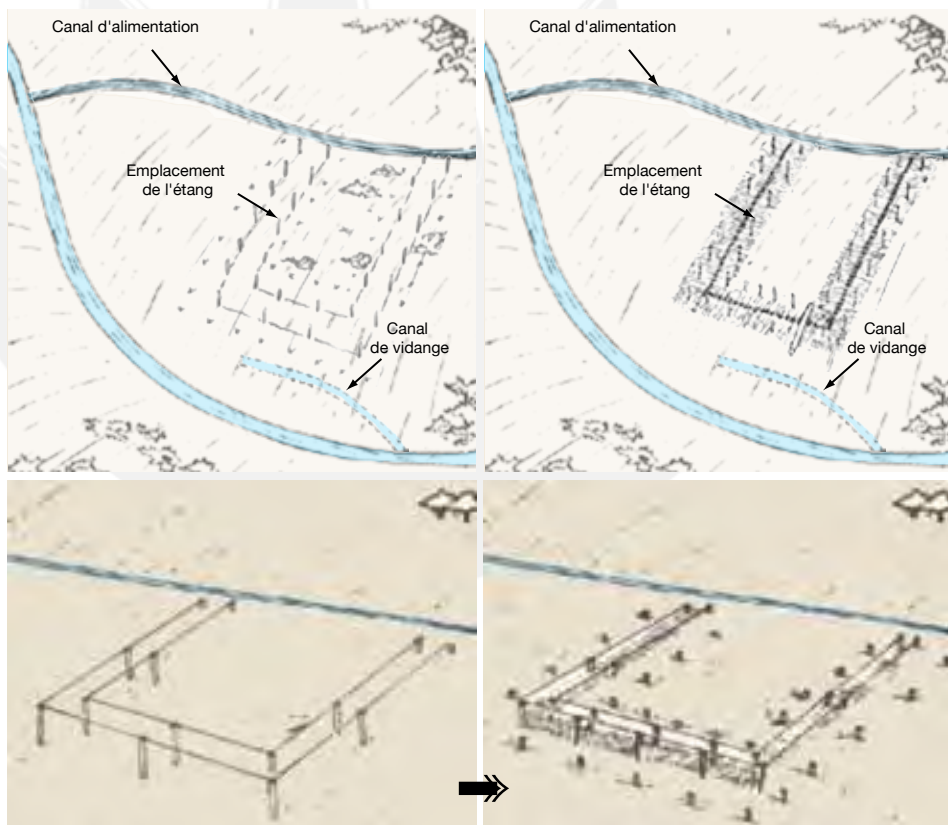 Canal d'alimentation
Emplacement
de l'étang
Canal
de vidange
Canal d'alimentation
Emplacement
de l'étang
Canal
de vidange